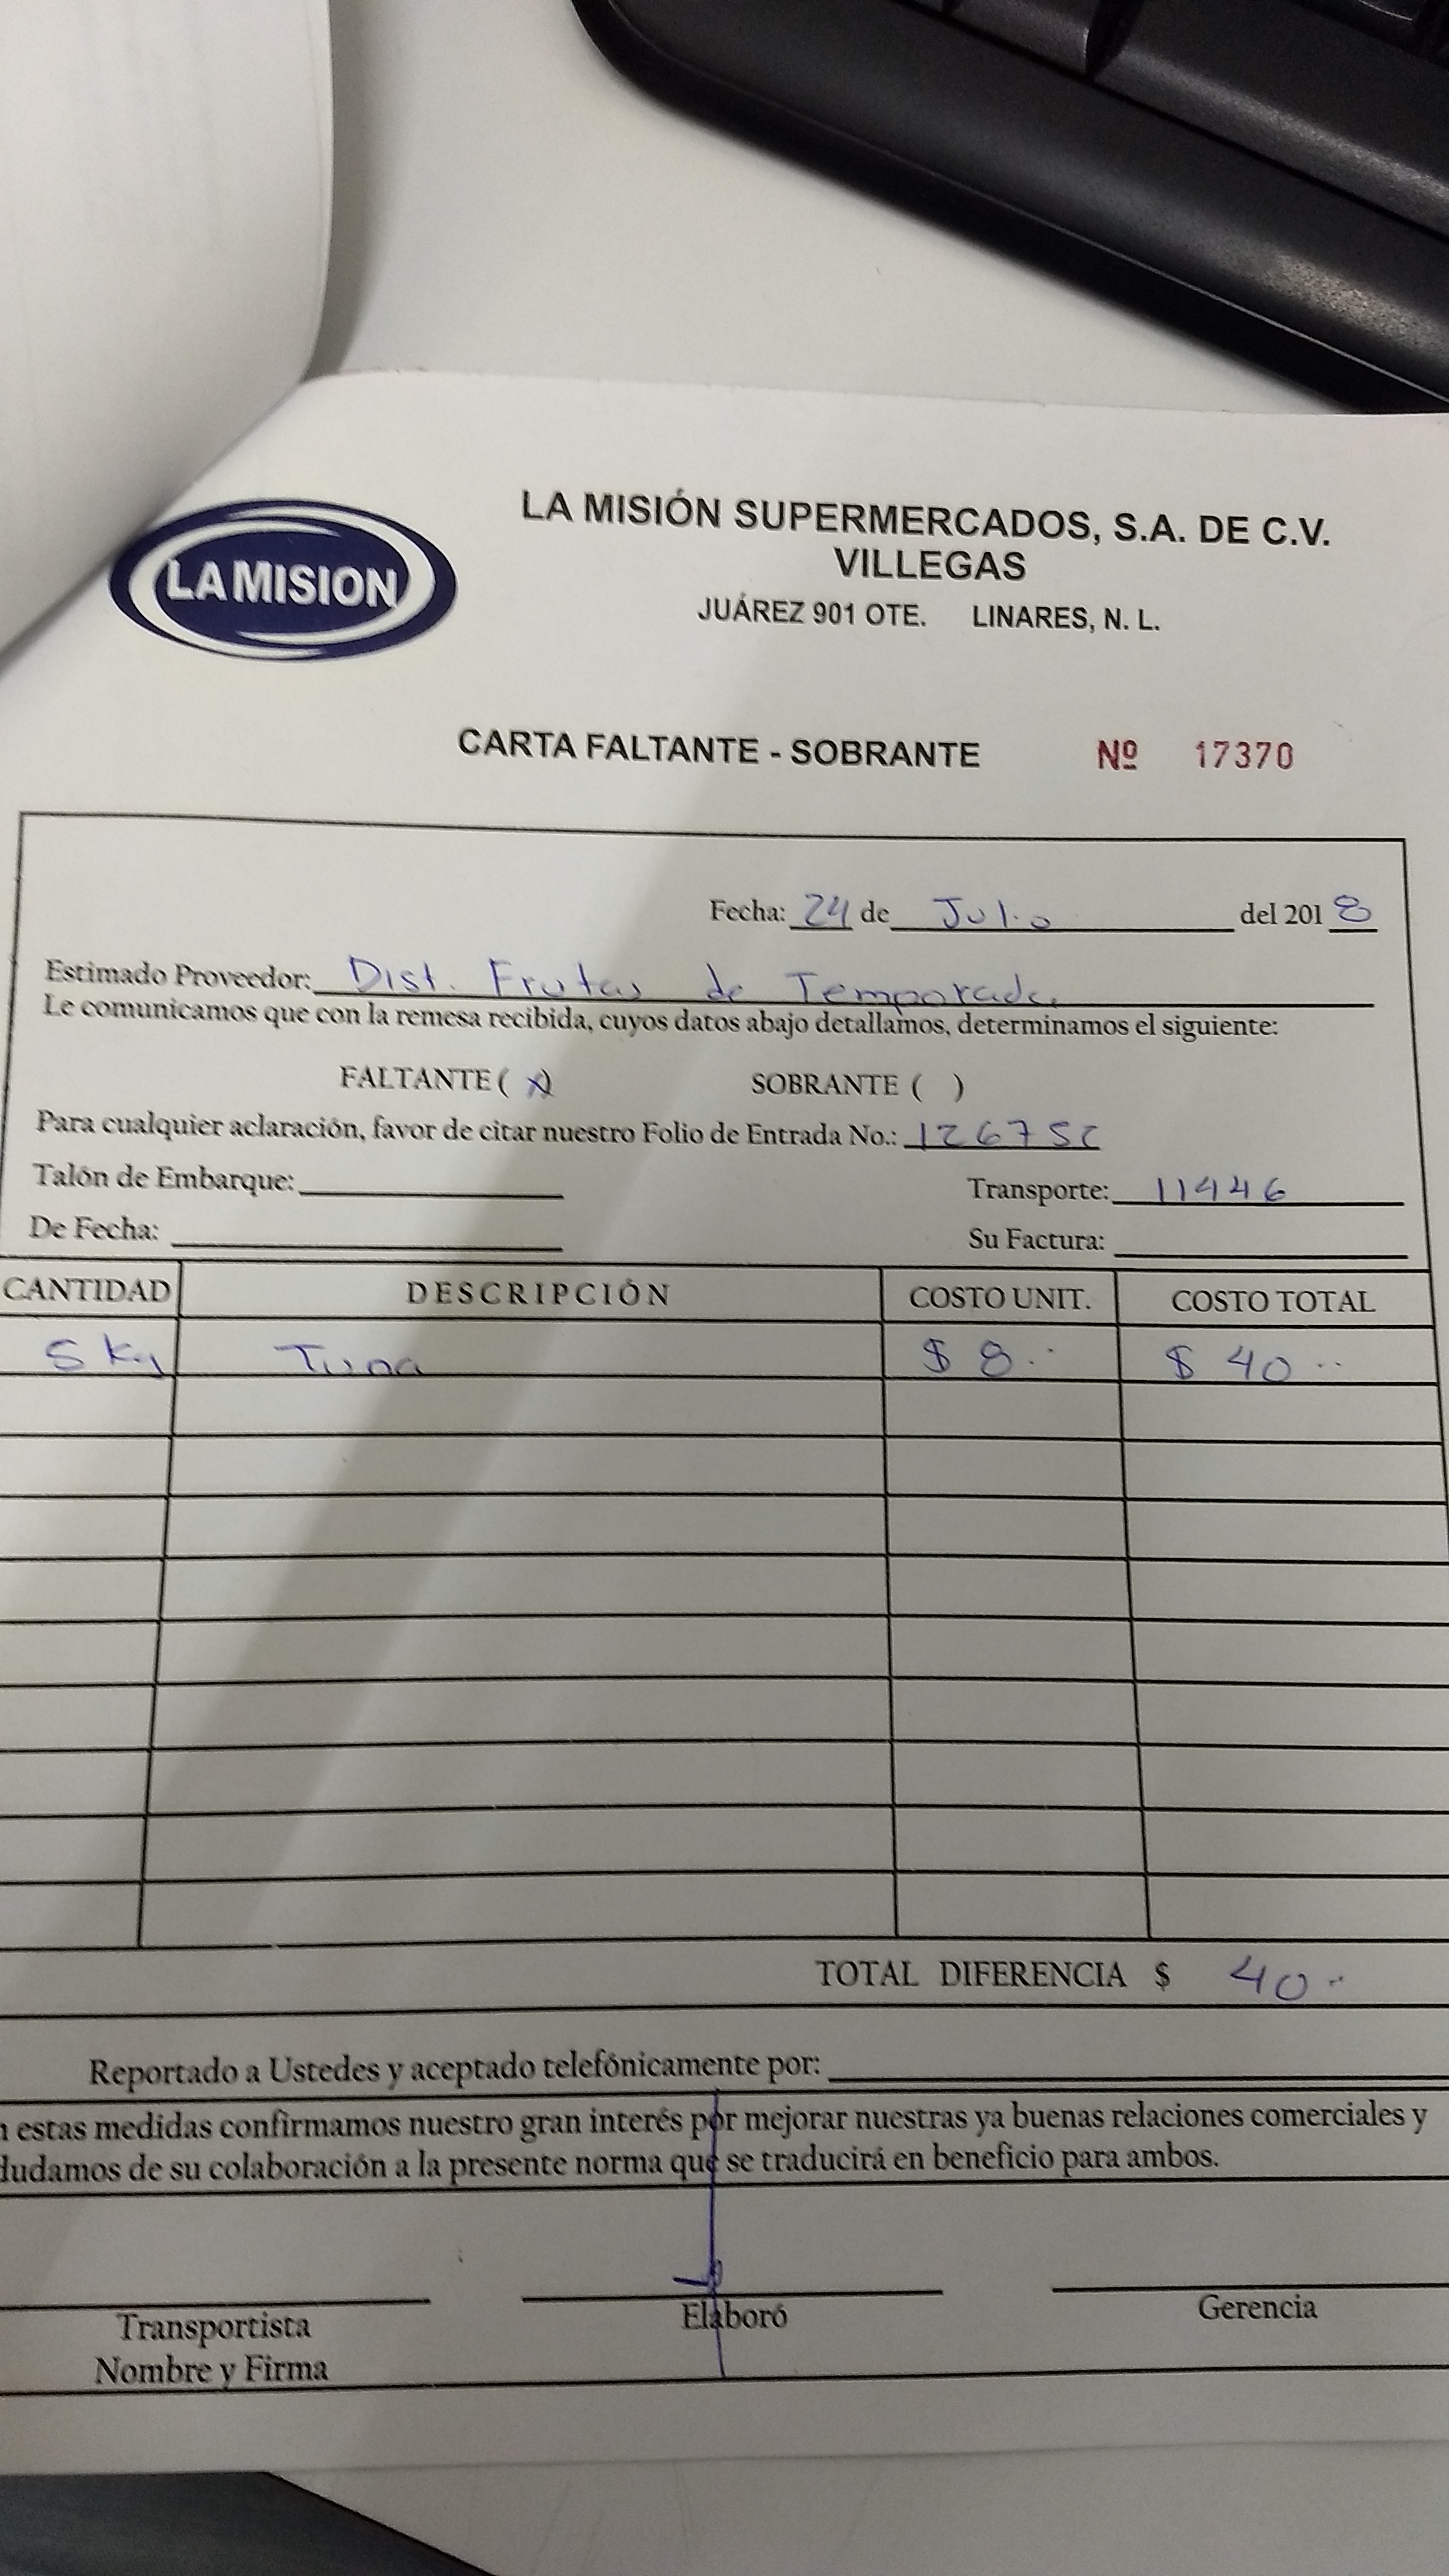 LA MISION
LA MISIÓN SUPERMERCADOS, S.A. DE C.V.
VILLEGAS
JUÁREZ 901 OTE. LINARES, N. L.
CARTA FALTANTE - SOBRANTE Nº 17370
Fecha: 24 de Julio del 2018
Estimado Proveedor: Dist. Frutas de Temporada
Le comunicamos que con la remesa recibida, cuyos datos abajo detallamos, determinamos el siguiente:
FALTANTE ( x ) SOBRANTE ( )
Para cualquier aclaración, favor de citar nuestro Folio de Entrada No.: 126752
Talón de Embarque: Transporte: 11446
De Fecha: Su Factura:
CANTIDAD DESCRIPCIÓN COSTO UNIT. COSTO TOTAL
5 Kg Tuna $ 8.- $ 40.-
TOTAL DIFERENCIA $ 40.-
Reportado a Ustedes y aceptado telefónicamente por:
estas medidas confirmamos nuestro gran interés por mejorar nuestras ya buenas relaciones comerciales y
dudamos de su colaboración a la presente norma que se traducirá en beneficio para ambos.
Transportista Elaboró Gerencia
Nombre y Firma